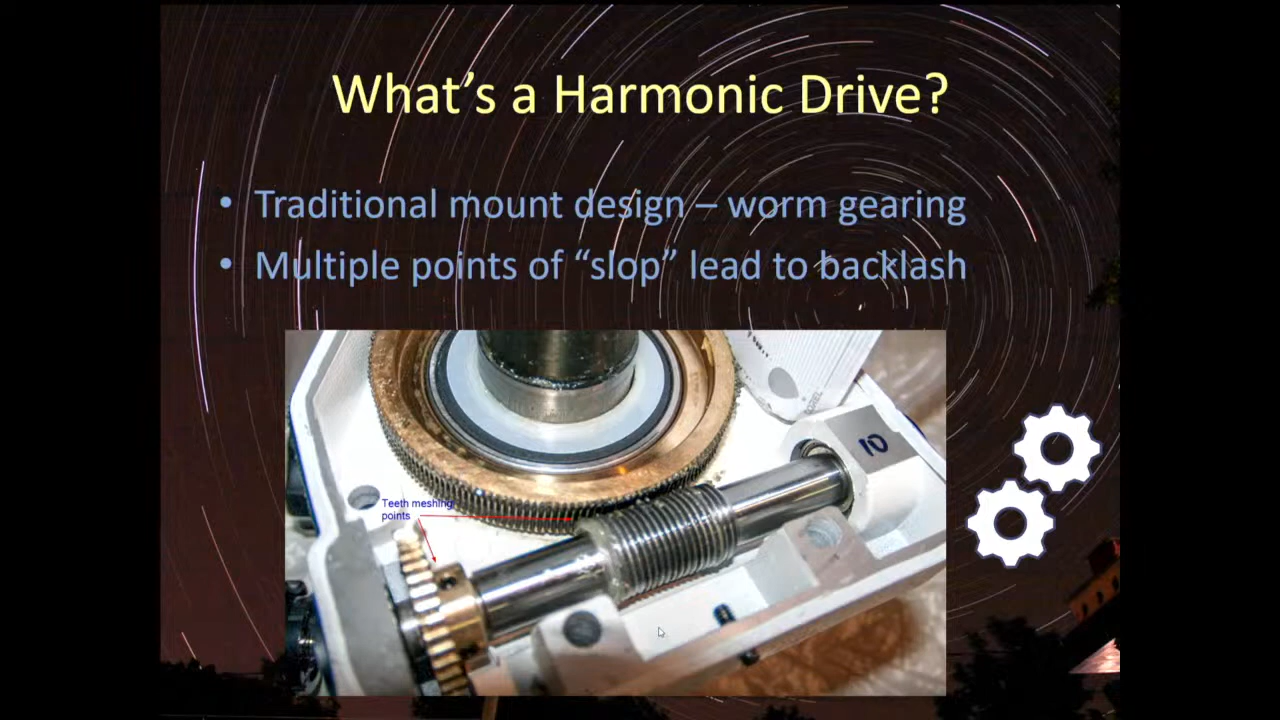 What's a Harmonic Drive?
• Traditional mount design – worm gearing
• Multiple points of “slop” lead to backlash
Teeth meshing
points
10